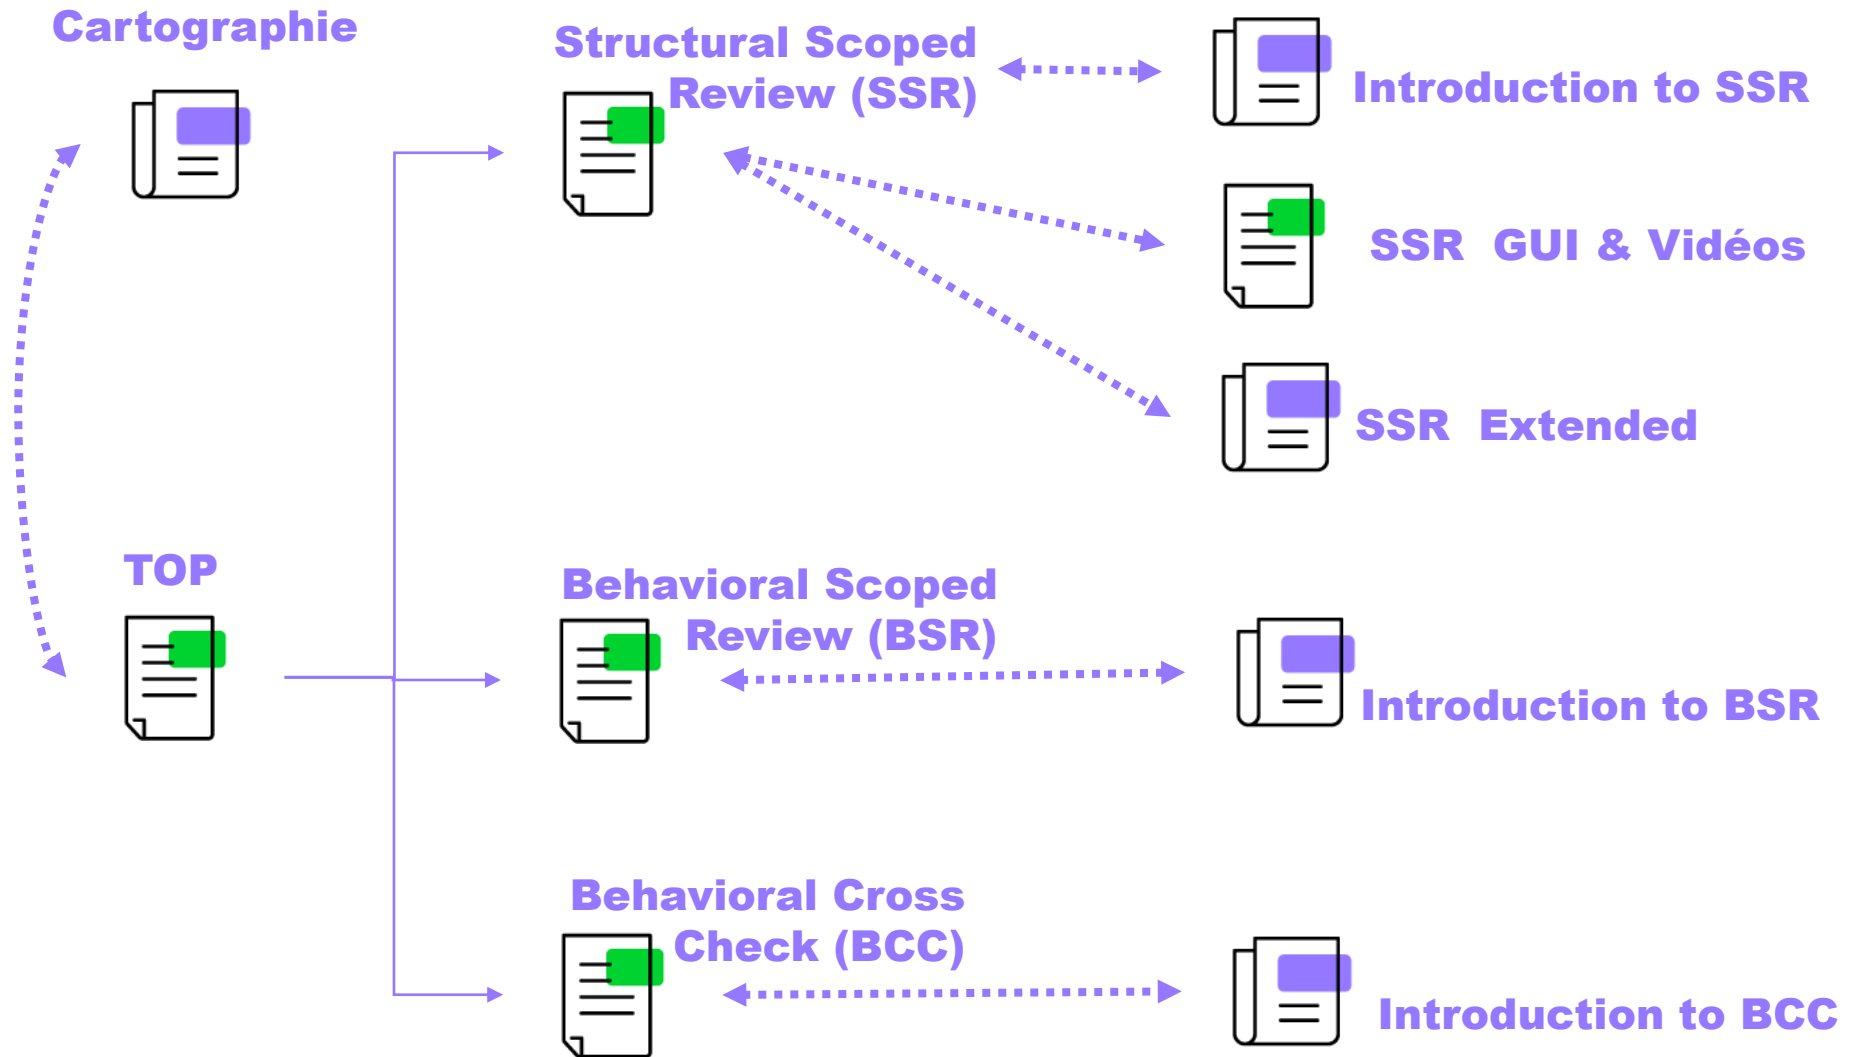 Cartographie
Structural Scoped
Review (SSR)
Introduction to SSR
SSR GUI & Vidéos
SSR Extended
TOP
Behavioral Scoped
Review (BSR)
Introduction to BSR
Behavioral Cross
Check (BCC)
Introduction to BCC